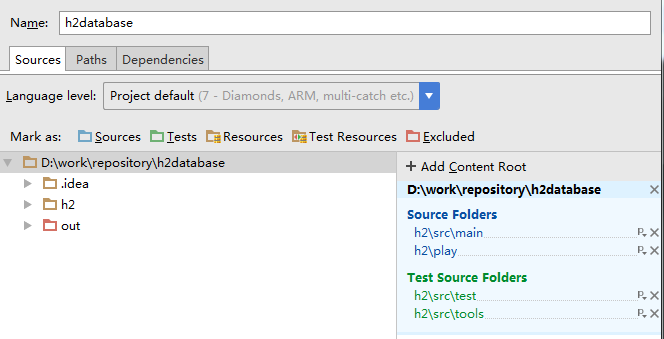 Name: h2database
Sources Paths Dependencies
Language level: Project default (7 - Diamonds, ARM, multi-catch etc.)
Mark as: Sources Tests Resources Test Resources Excluded
D:\work\repository\h2database
.idea
h2
out
+ Add Content Root
D:\work\repository\h2database
Source Folders
h2\src\main
h2\play
Test Source Folders
h2\src\test
h2\src\tools